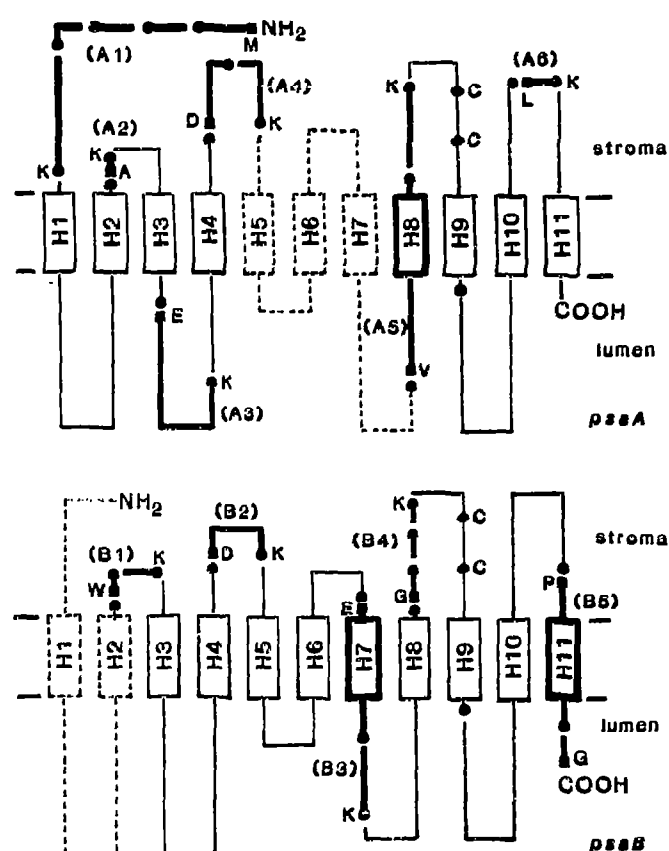 NH2
M
(A1)
(A6)
K
(A4)
K
C
K
L
D
K
(A2)
K
C
A
K
stroma
H1 H2 H3 H4 H5 H6 H7 H8 H9 H10 H11
E
COOH
(A5)
lumen
V
K
(A3)
psaA
NH2
(B2)
K
C
stroma
(B1)
K
D
K
(B4)
W
C
P
E
G
(B5)
H1 H2 H3 H4 H5 H6 H7 H8 H9 H10 H11
lumen
(B3)
G
COOH
K
psaB